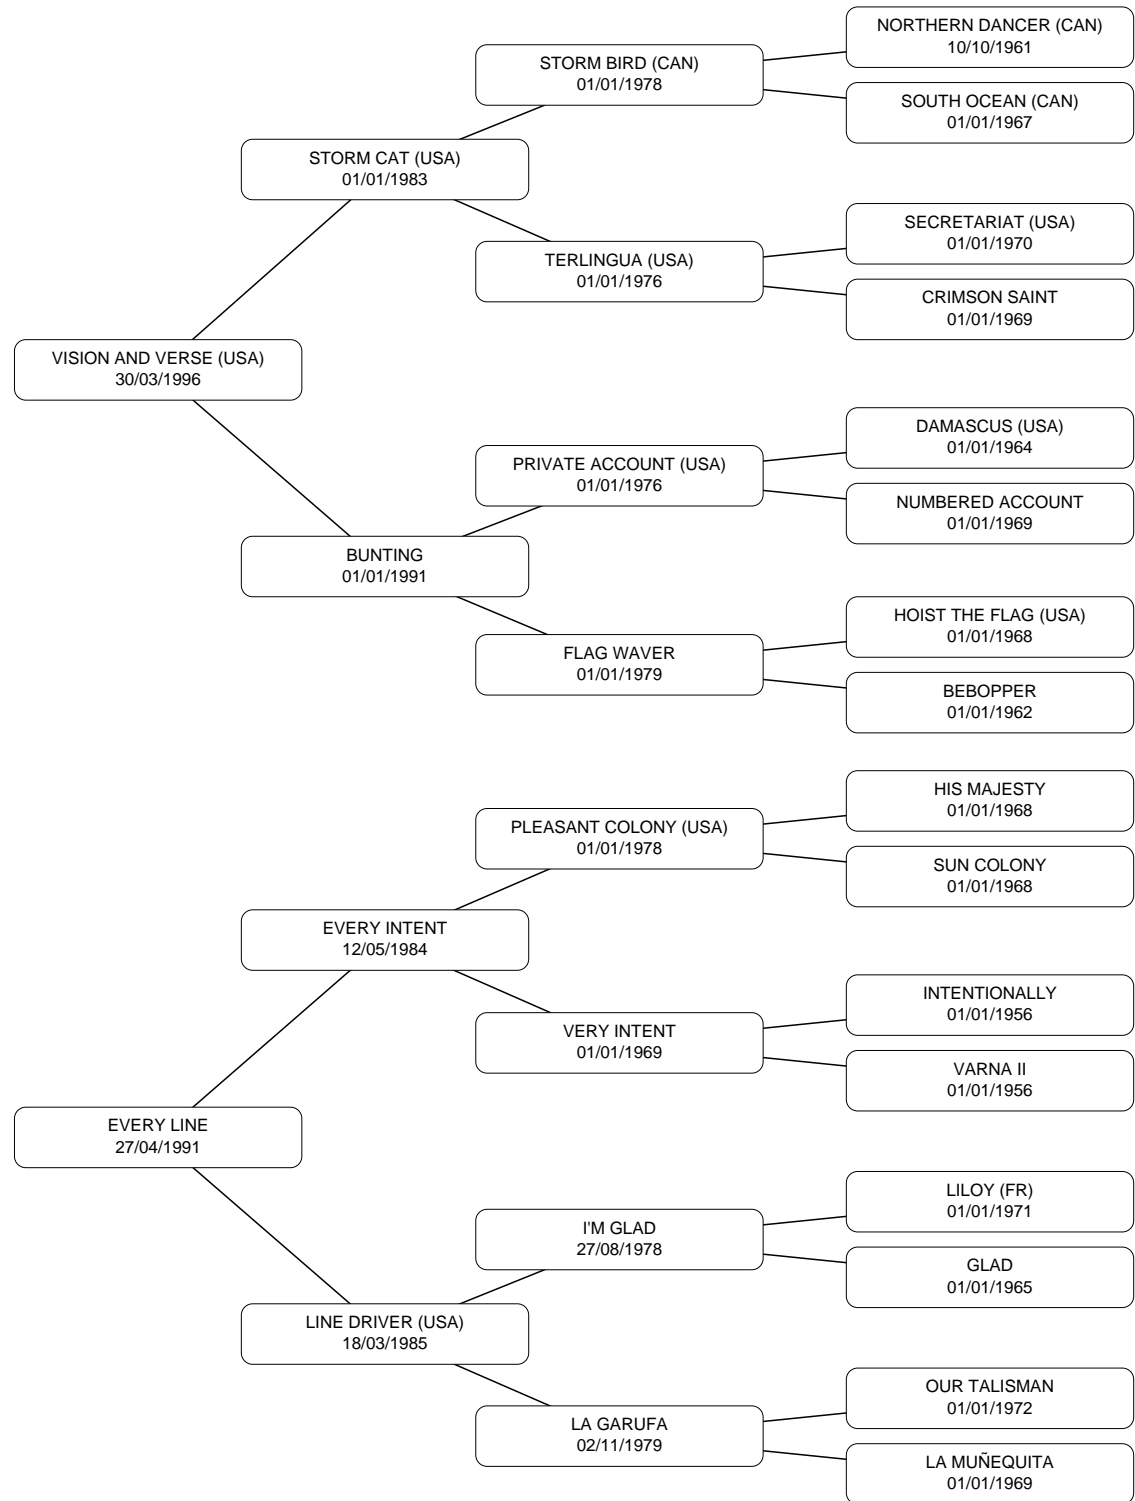 NORTHERN DANCER (CAN)
10/10/1961
STORM BIRD (CAN)
01/01/1978
SOUTH OCEAN (CAN)
01/01/1967
STORM CAT (USA)
01/01/1983
SECRETARIAT (USA)
01/01/1970
TERLINGUA (USA)
01/01/1976
CRIMSON SAINT
01/01/1969
VISION AND VERSE (USA)
30/03/1996
DAMASCUS (USA)
01/01/1964
PRIVATE ACCOUNT (USA)
01/01/1976
NUMBERED ACCOUNT
01/01/1969
BUNTING
01/01/1991
HOIST THE FLAG (USA)
01/01/1968
FLAG WAVER
01/01/1979
BEBOPPER
01/01/1962
HIS MAJESTY
01/01/1968
PLEASANT COLONY (USA)
01/01/1978
SUN COLONY
01/01/1968
EVERY INTENT
12/05/1984
INTENTIONALLY
01/01/1956
VERY INTENT
01/01/1969
VARNA II
01/01/1956
EVERY LINE
27/04/1991
LILOY (FR)
01/01/1971
I'M GLAD
27/08/1978
GLAD
01/01/1965
LINE DRIVER (USA)
18/03/1985
OUR TALISMAN
01/01/1972
LA GARUFA
02/11/1979
LA MUÑEQUITA
01/01/1969